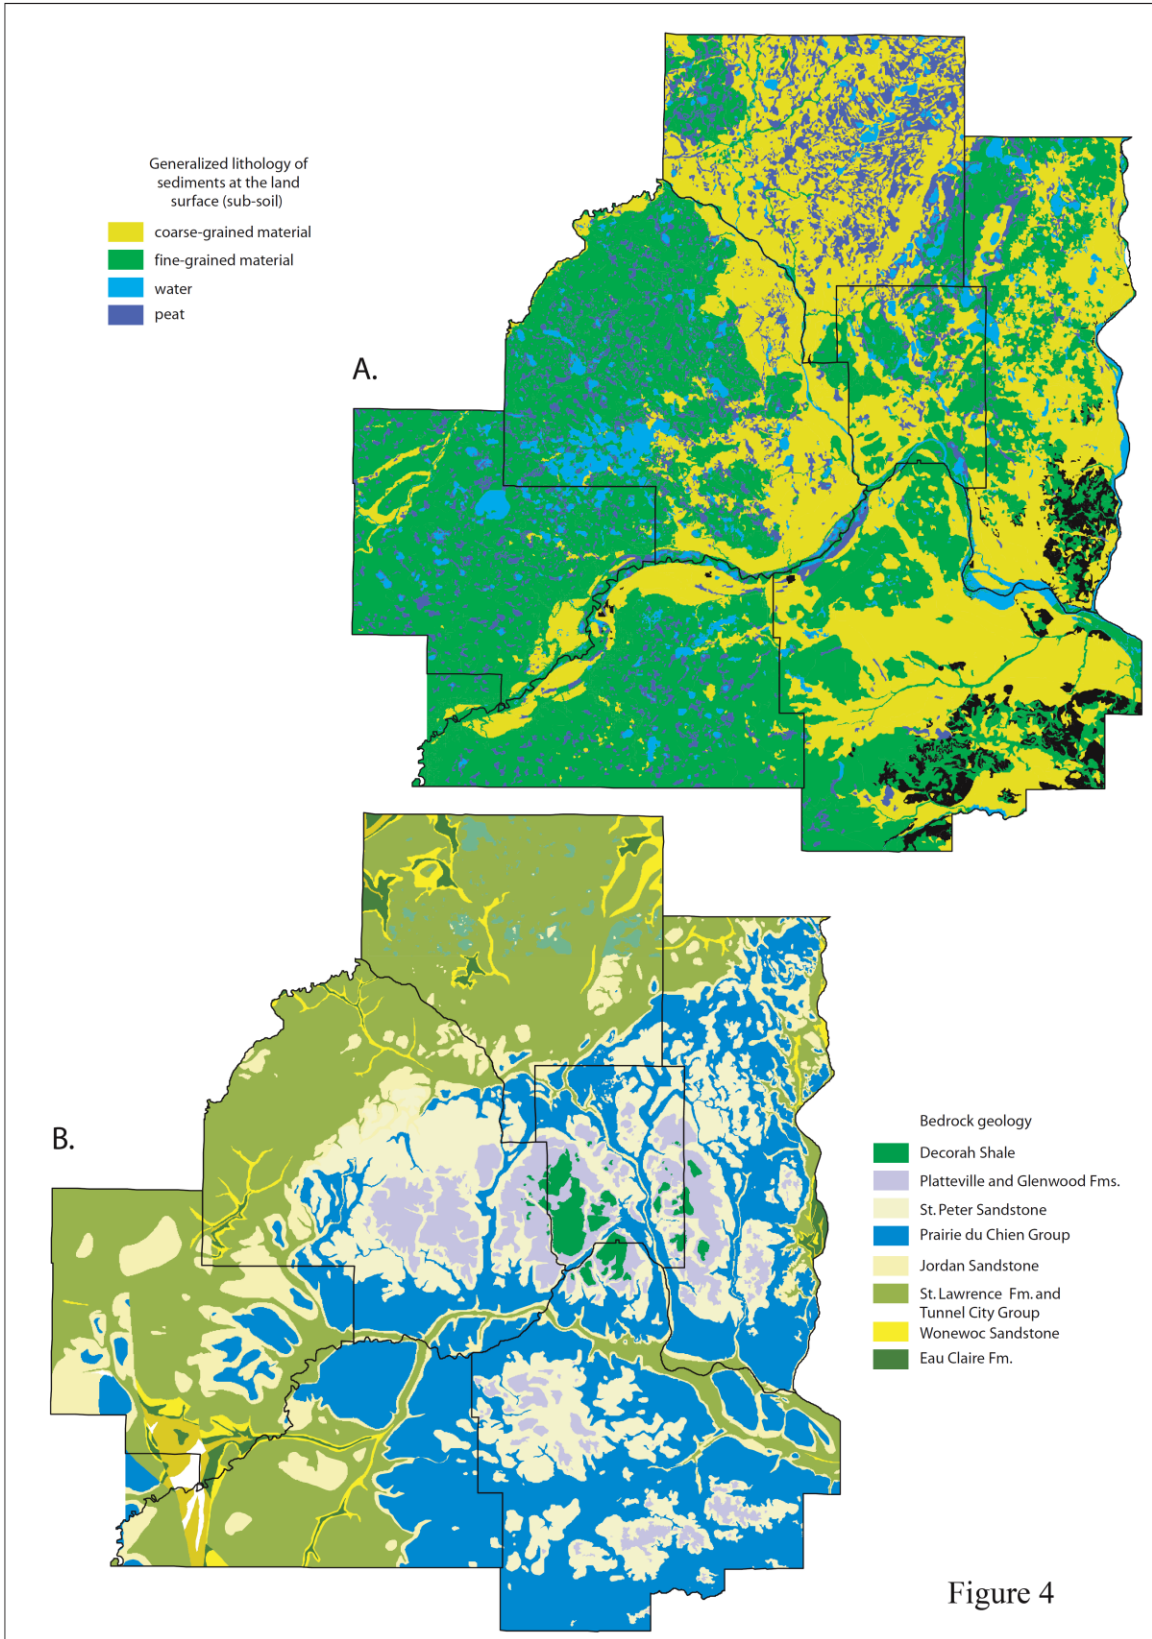 Generalized lithology of
sediments at the land
surface (sub-soil)
coarse-grained material
fine-grained material
water
peat
A.
B.
Bedrock geology
Decorah Shale
Platteville and Glenwood Fms.
St. Peter Sandstone
Prairie du Chien Group
Jordan Sandstone
St. Lawrence Fm. and
Tunnel City Group
Wonewoc Sandstone
Eau Claire Fm.
Figure 4